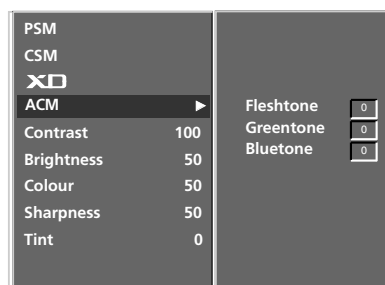 PSM
CSM
XD
ACM
Contrast 100
Brightness 50
Colour 50
Sharpness 50
Tint 0
Fleshtone 0
Greentone 0
Bluetone 0